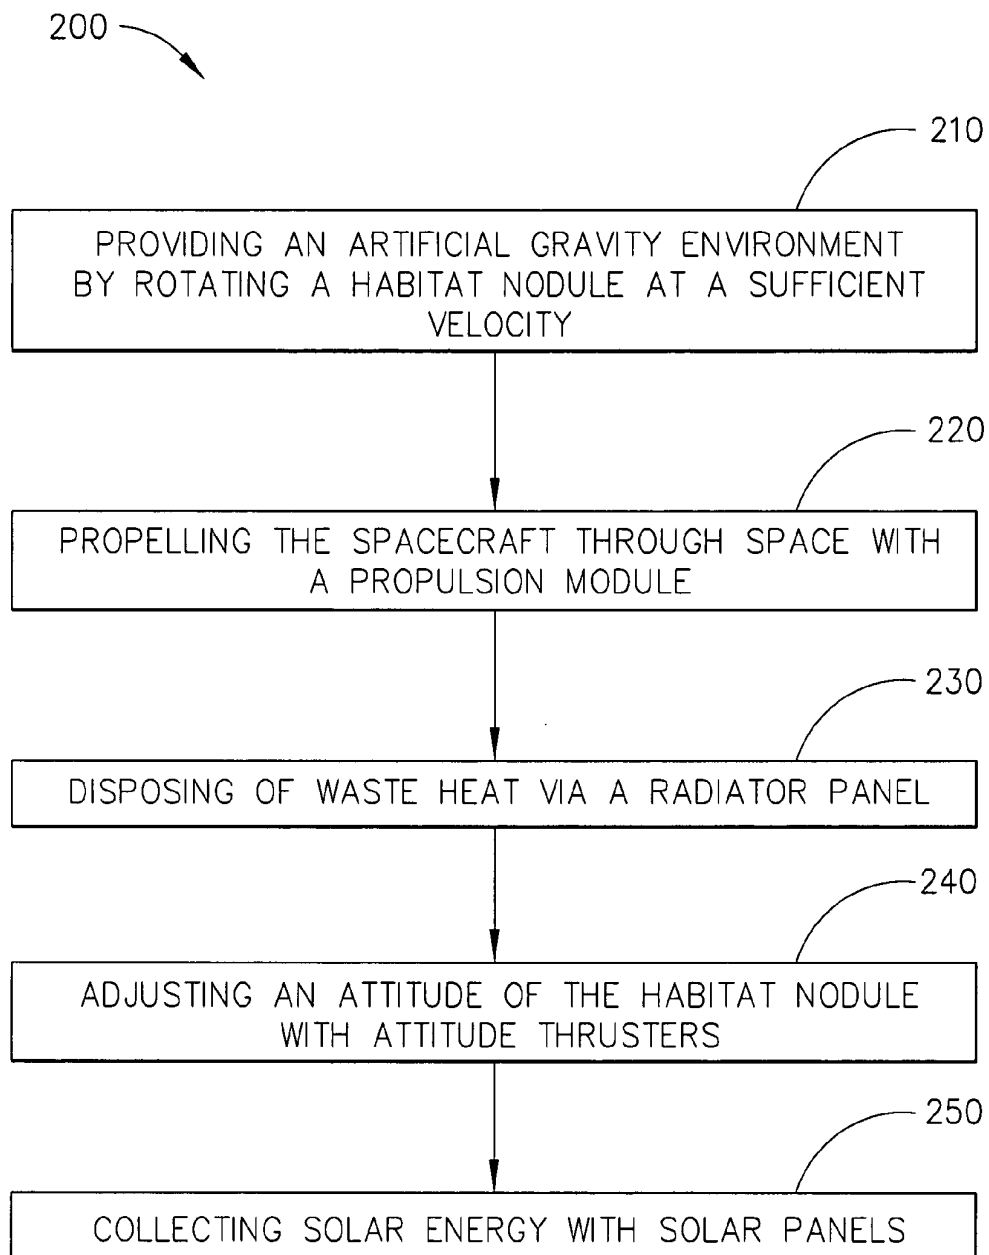 200
210
PROVIDING AN ARTIFICIAL GRAVITY ENVIRONMENT
BY ROTATING A HABITAT NODULE AT A SUFFICIENT
VELOCITY
220
PROPELLING THE SPACECRAFT THROUGH SPACE WITH
A PROPULSION MODULE
230
DISPOSING OF WASTE HEAT VIA A RADIATOR PANEL
240
ADJUSTING AN ATTITUDE OF THE HABITAT NODULE
WITH ATTITUDE THRUSTERS
250
COLLECTING SOLAR ENERGY WITH SOLAR PANELS